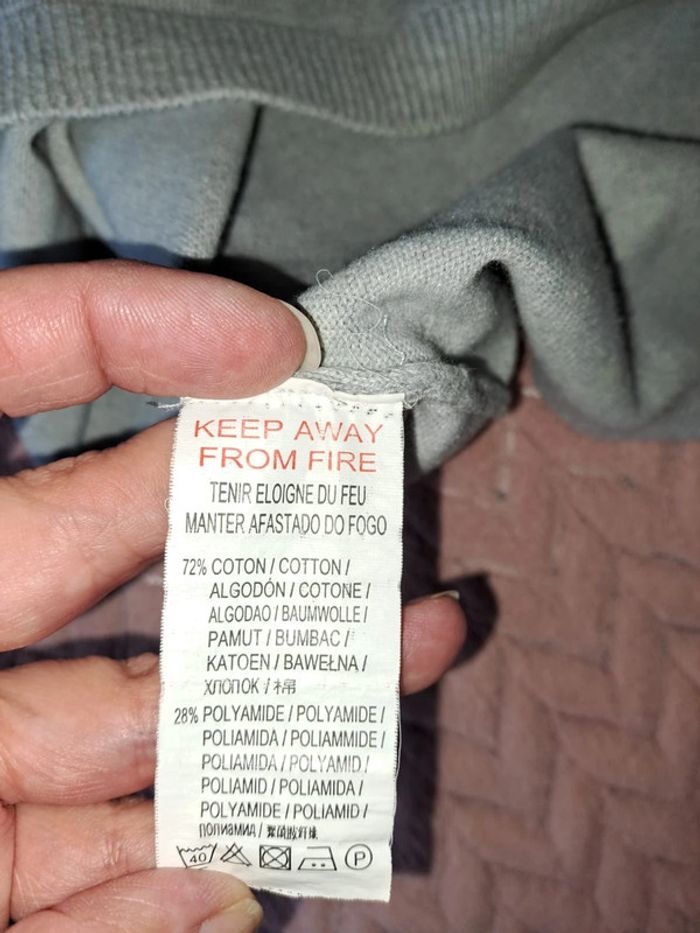 KEEP AWAY
FROM FIRE
TENIR ELOIGNE DU FEU
MANTER AFASTADO DO FOGO
72% COTON / COTTON /
ALGODÓN / COTONE /
ALGODAO / BAUMWOLLE /
PAMUT / BUMBAC /
KATOEN / BAWEŁNA /
ХЛОПОК / 棉
28% POLYAMIDE / POLYAMIDE /
POLIAMIDA / POLIAMMIDE /
POLIAMIDA / POLYAMID /
POLIAMID / POLIAMIDA /
POLYAMIDE / POLIAMID /
ПОЛИАМИД /
40 P